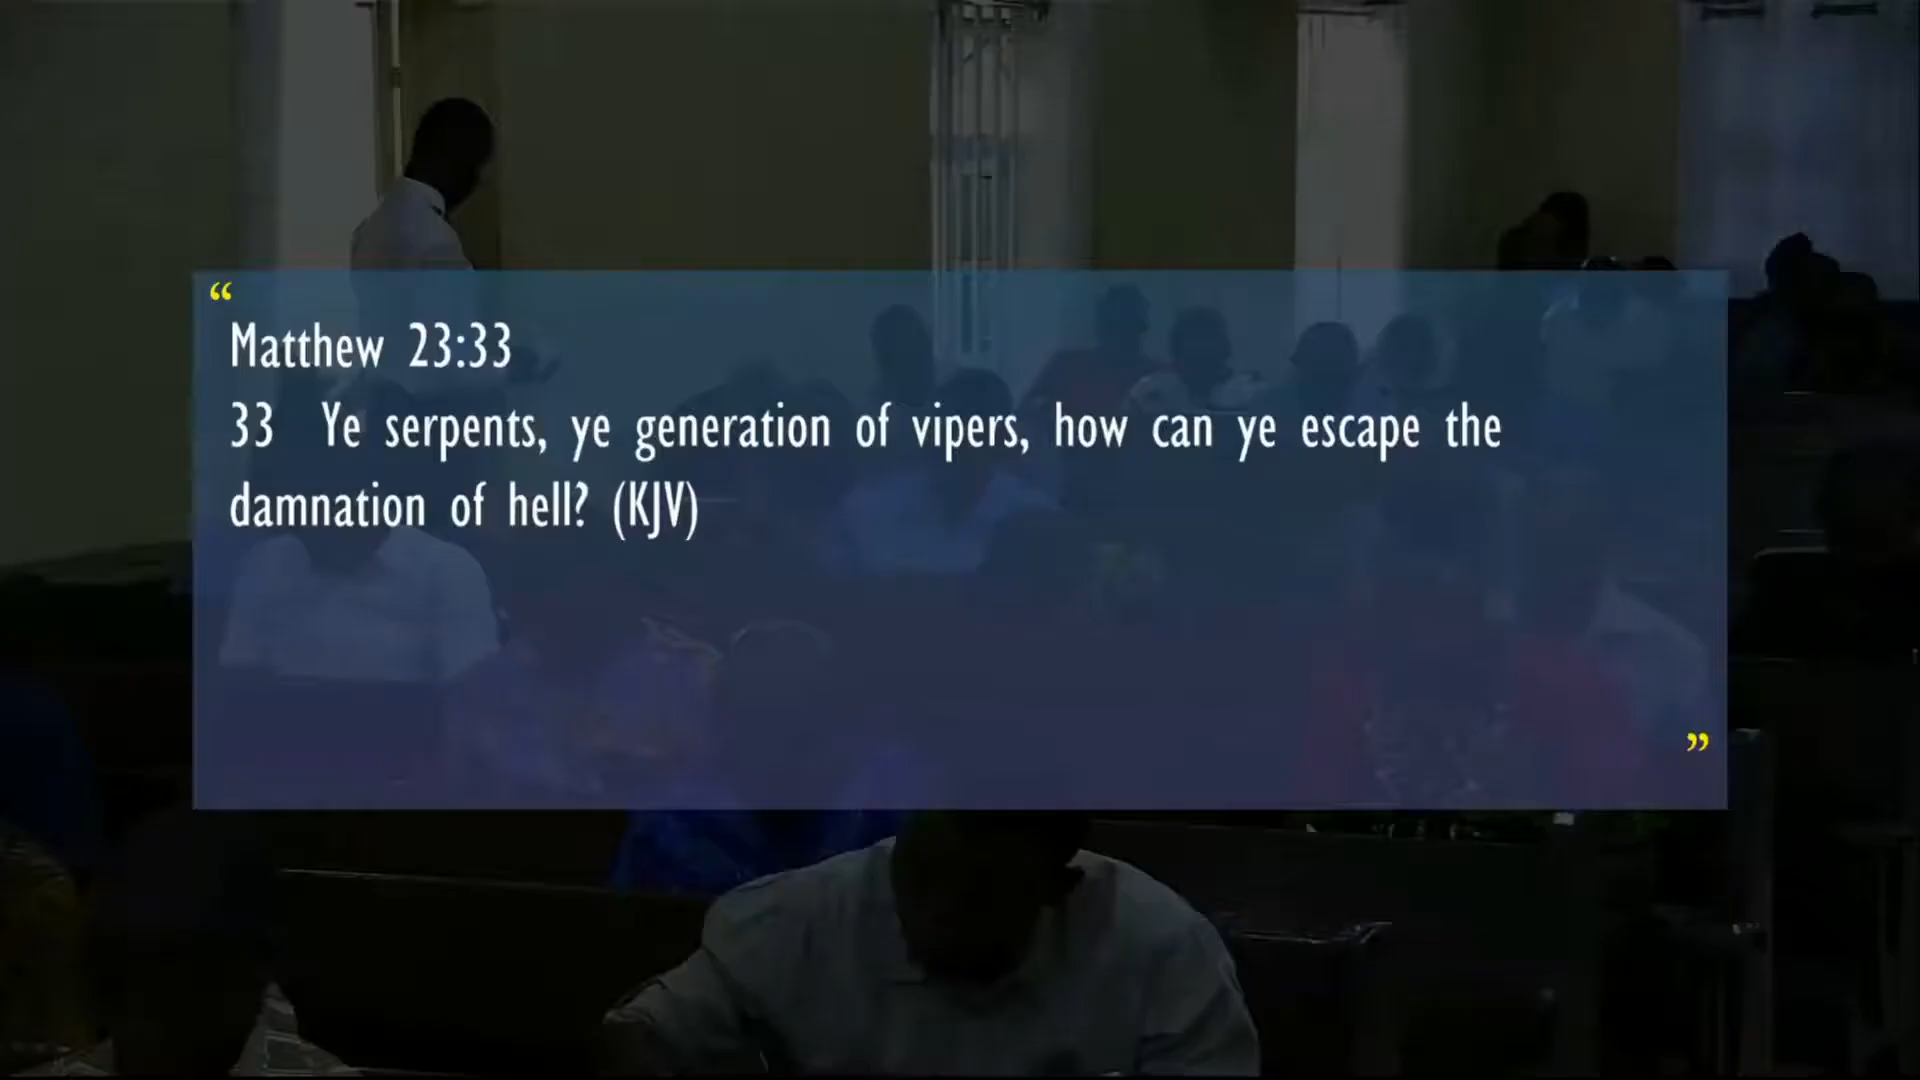 “
Matthew 23:33
33 Ye serpents, ye generation of vipers, how can ye escape the
damnation of hell? (KJV)
”